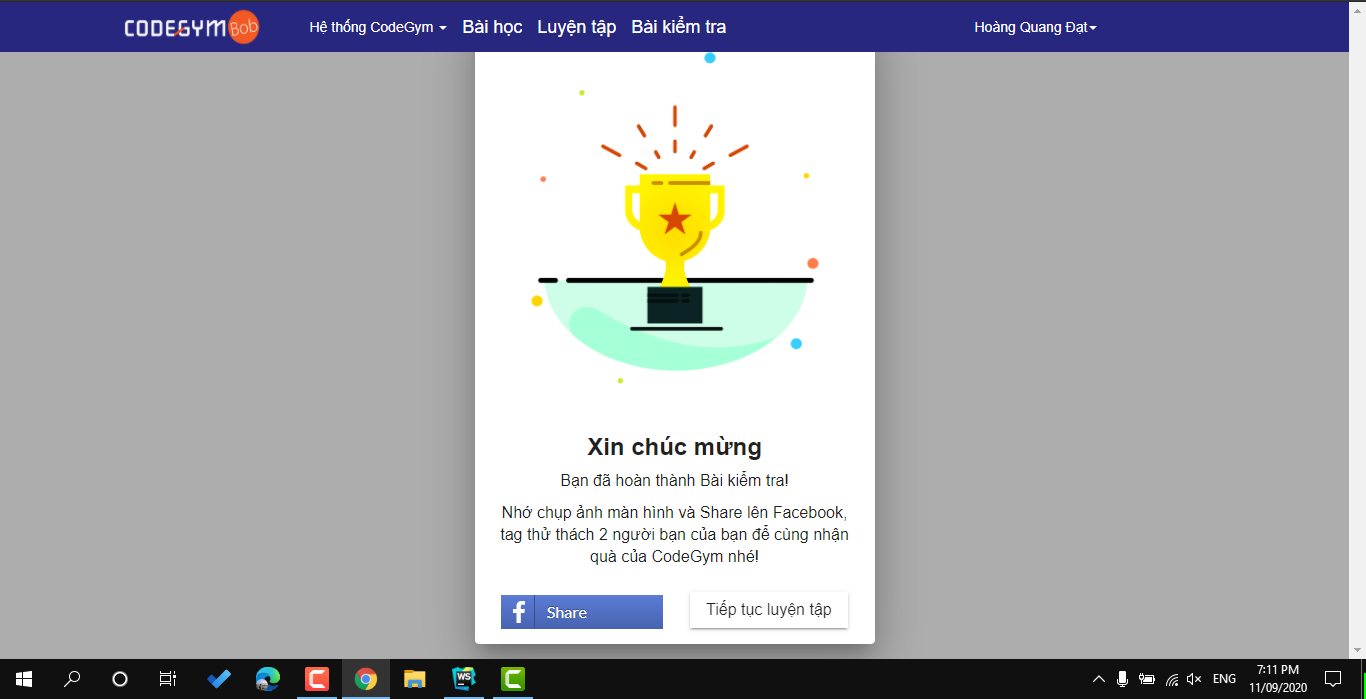 CODEGYM Bob Hệ thống CodeGym Bài học Luyện tập Bài kiểm tra Hoàng Quang Đạt
Xin chúc mừng
Bạn đã hoàn thành Bài kiểm tra!
Nhớ chụp ảnh màn hình và Share lên Facebook,
tag thử thách 2 người bạn của bạn để cùng nhận
quà của CodeGym nhé!
f Share Tiếp tục luyện tập
WS
ENG
7:11 PM
11/09/2020